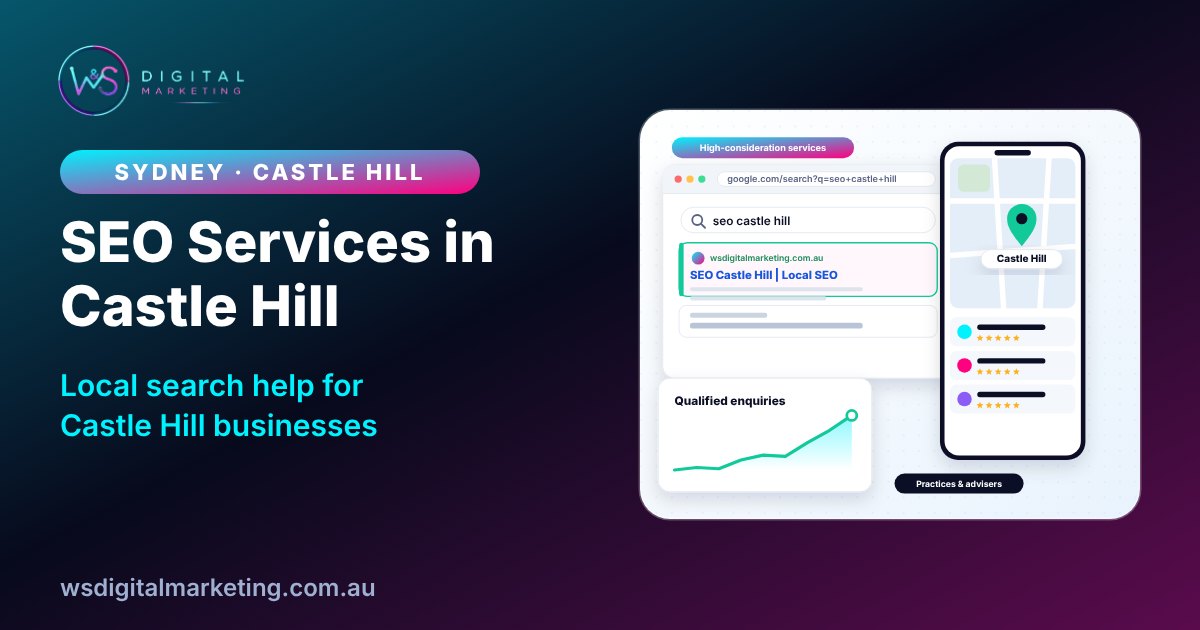 W&S
DIGITAL
MARKETING
SYDNEY · CASTLE HILL
SEO Services in
Castle Hill
Local search help for
Castle Hill businesses
wsdigitalmarketing.com.au
High-consideration services
google.com/search?q=seo+castle+hill
seo castle hill
wsdigitalmarketing.com.au
SEO Castle Hill | Local SEO
Castle Hill
Qualified enquiries
Practices & advisers